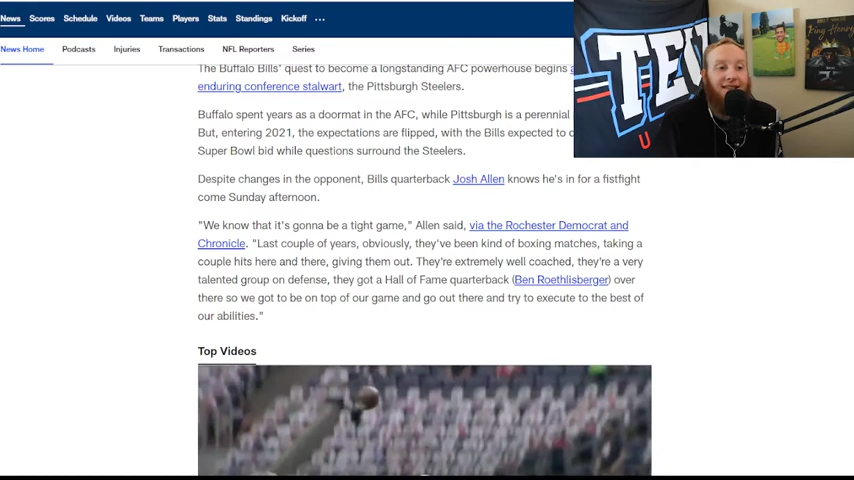 News Scores Schedule Videos Teams Players Stats Standings Kickoff ...
News Home Podcasts Injuries Transactions NFL Reporters Series
The Buffalo Bills' quest to become a longstanding AFC powerhouse begins
enduring conference stalwart, the Pittsburgh Steelers.
Buffalo spent years as a doormat in the AFC, while Pittsburgh is a perennial
But, entering 2021, the expectations are flipped, with the Bills expected to
Super Bowl bid while questions surround the Steelers.
Despite changes in the opponent, Bills quarterback Josh Allen knows he's in for a fistfight
come Sunday afternoon.
"We know that it's gonna be a tight game," Allen said, via the Rochester Democrat and
Chronicle. "Last couple of years, obviously, they've been kind of boxing matches, taking a
couple hits here and there, giving them out. They're extremely well coached, they're a very
talented group on defense, they got a Hall of Fame quarterback (Ben Roethlisberger) over
there so we got to be on top of our game and go out there and try to execute to the best of
our abilities."
Top Videos
KING HENRY